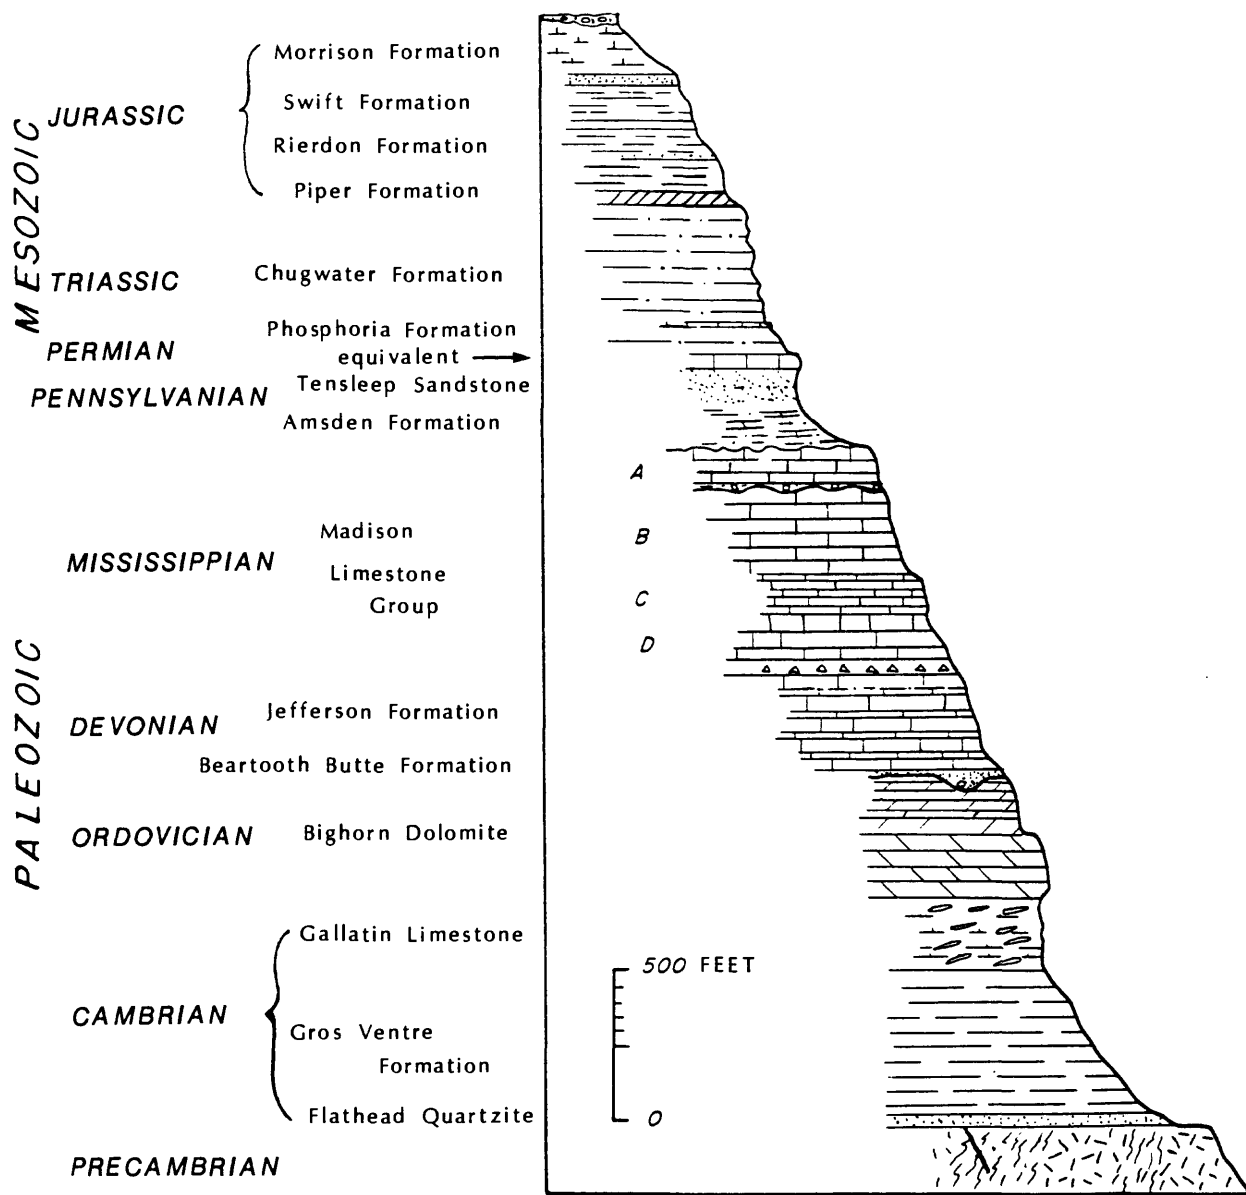 MESOZOIC
JURASSIC
Morrison Formation
Swift Formation
Rierdon Formation
Piper Formation
TRIASSIC
Chugwater Formation
PERMIAN
Phosphoria Formation
equivalent
PENNSYLVANIAN
Tensleep Sandstone
Amsden Formation
PALEOZOIC
MISSISSIPPIAN
Madison
Limestone
Group
A
B
C
D
DEVONIAN
Jefferson Formation
Beartooth Butte Formation
ORDOVICIAN
Bighorn Dolomite
CAMBRIAN
Gallatin Limestone
Gros Ventre
Formation
Flathead Quartzite
PRECAMBRIAN
500 FEET
0